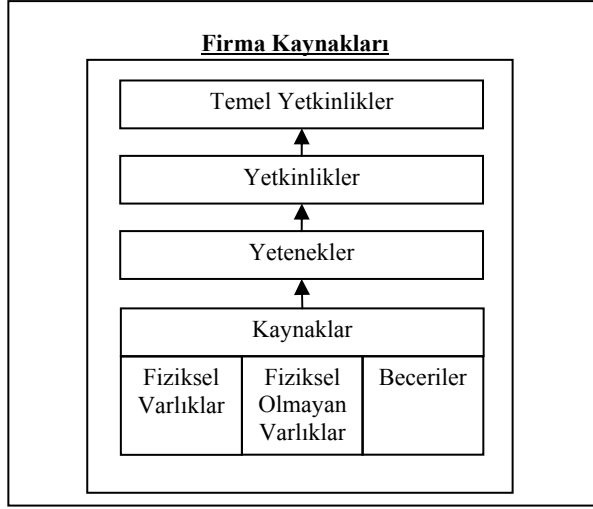 Firma Kaynakları
Temel Yetkinlikler
Yetkinlikler
Yetenekler
Kaynaklar
Fiziksel
Varlıklar
Fiziksel
Olmayan
Varlıklar
Beceriler